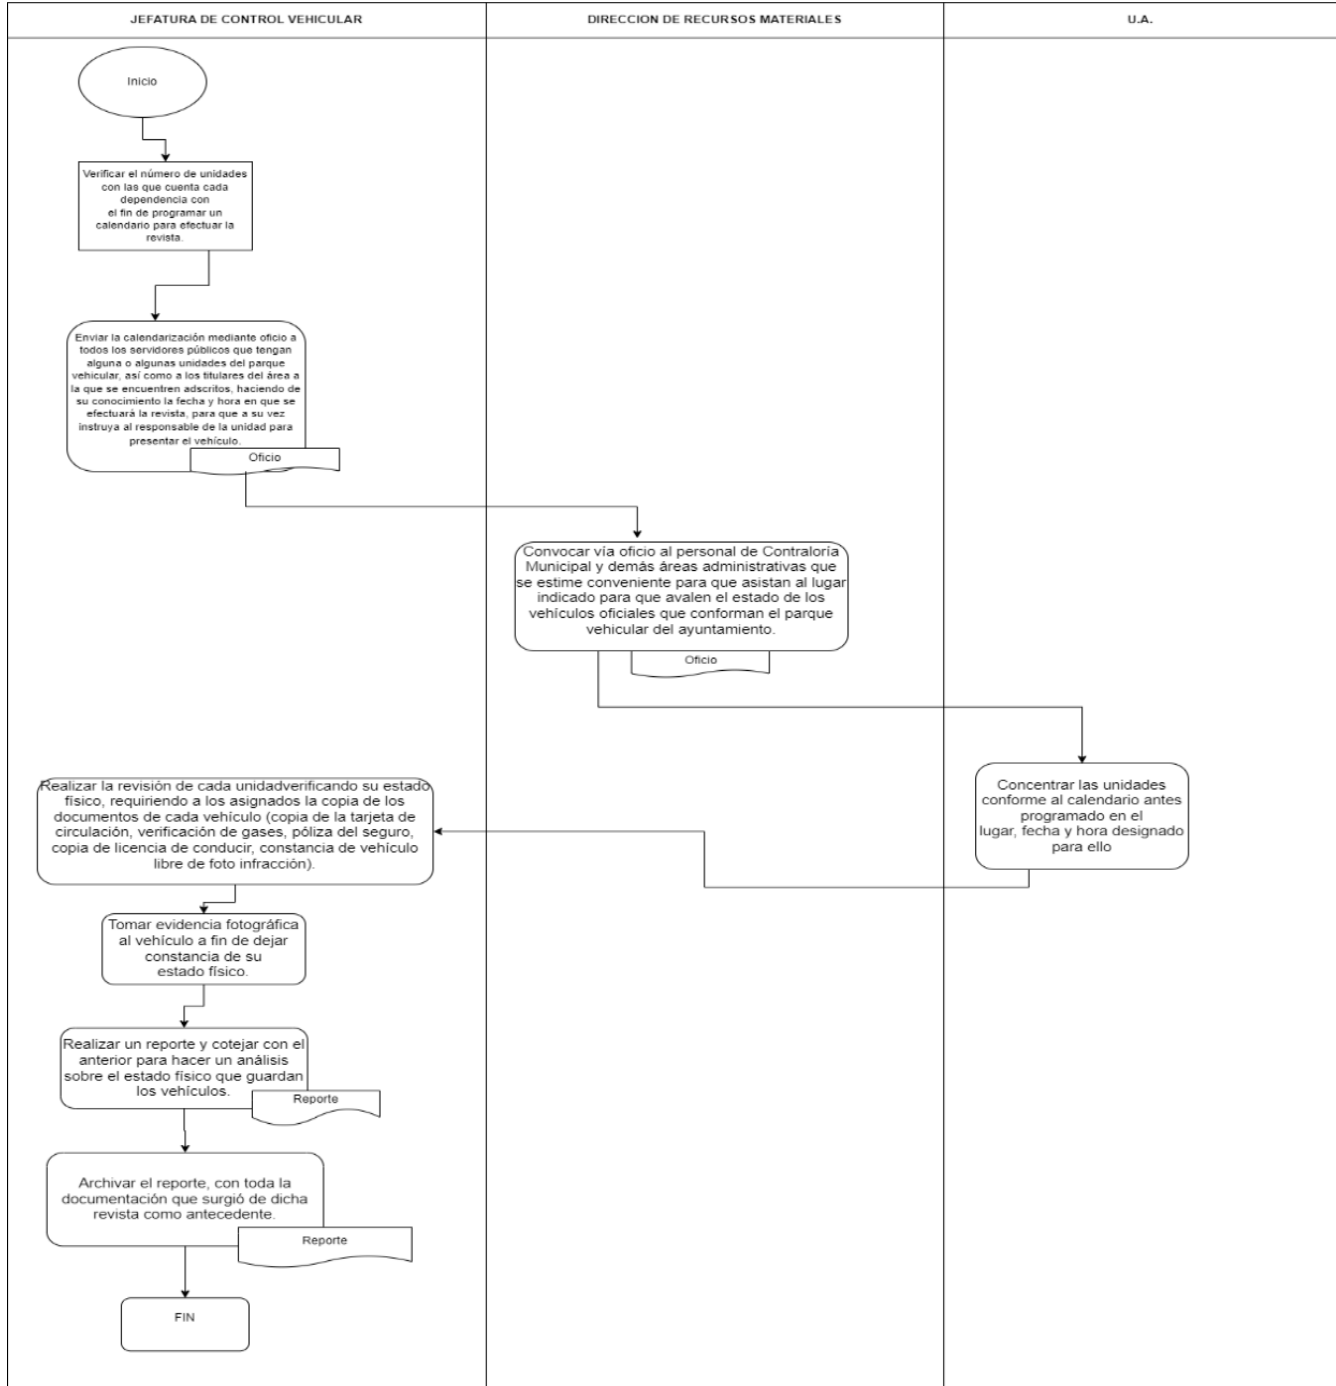 JEFATURA DE CONTROL VEHICULAR
DIRECCION DE RECURSOS MATERIALES
U.A.
Inicio
Verificar el número de unidades
con las que cuenta cada
dependencia con
el fin de programar un
calendario para efectuar la
revista.
Enviar la calendarización mediante oficio a
todos los servidores públicos que tengan
alguna o algunas unidades del parque
vehicular, así como a los titulares del área a
la que se encuentren adscritos, haciendo de
su conocimiento la fecha y hora en que se
efectuará la revista, para que a su vez
instruya al responsable de la unidad para
presentar el vehículo.
Oficio
Convocar vía oficio al personal de Contraloría
Municipal y demás áreas administrativas que
se estime conveniente para que asistan al lugar
indicado para que avalen el estado de los
vehículos oficiales que conforman el parque
vehicular del ayuntamiento.
Oficio
Concentrar las unidades
conforme al calendario antes
programado en el
lugar, fecha y hora designado
para ello
Realizar la revisión de cada unidadverificando su estado
físico, requiriendo a los asignados la copia de los
documentos de cada vehículo (copia de la tarjeta de
circulación, verificación de gases, póliza del seguro,
copia de licencia de conducir, constancia de vehículo
libre de foto infracción).
Tomar evidencia fotográfica
al vehículo a fin de dejar
constancia de su
estado físico.
Realizar un reporte y cotejar con el
anterior para hacer un análisis
sobre el estado físico que guardan
los vehículos.
Reporte
Archivar el reporte, con toda la
documentación que surgió de dicha
revista como antecedente.
Reporte
FIN